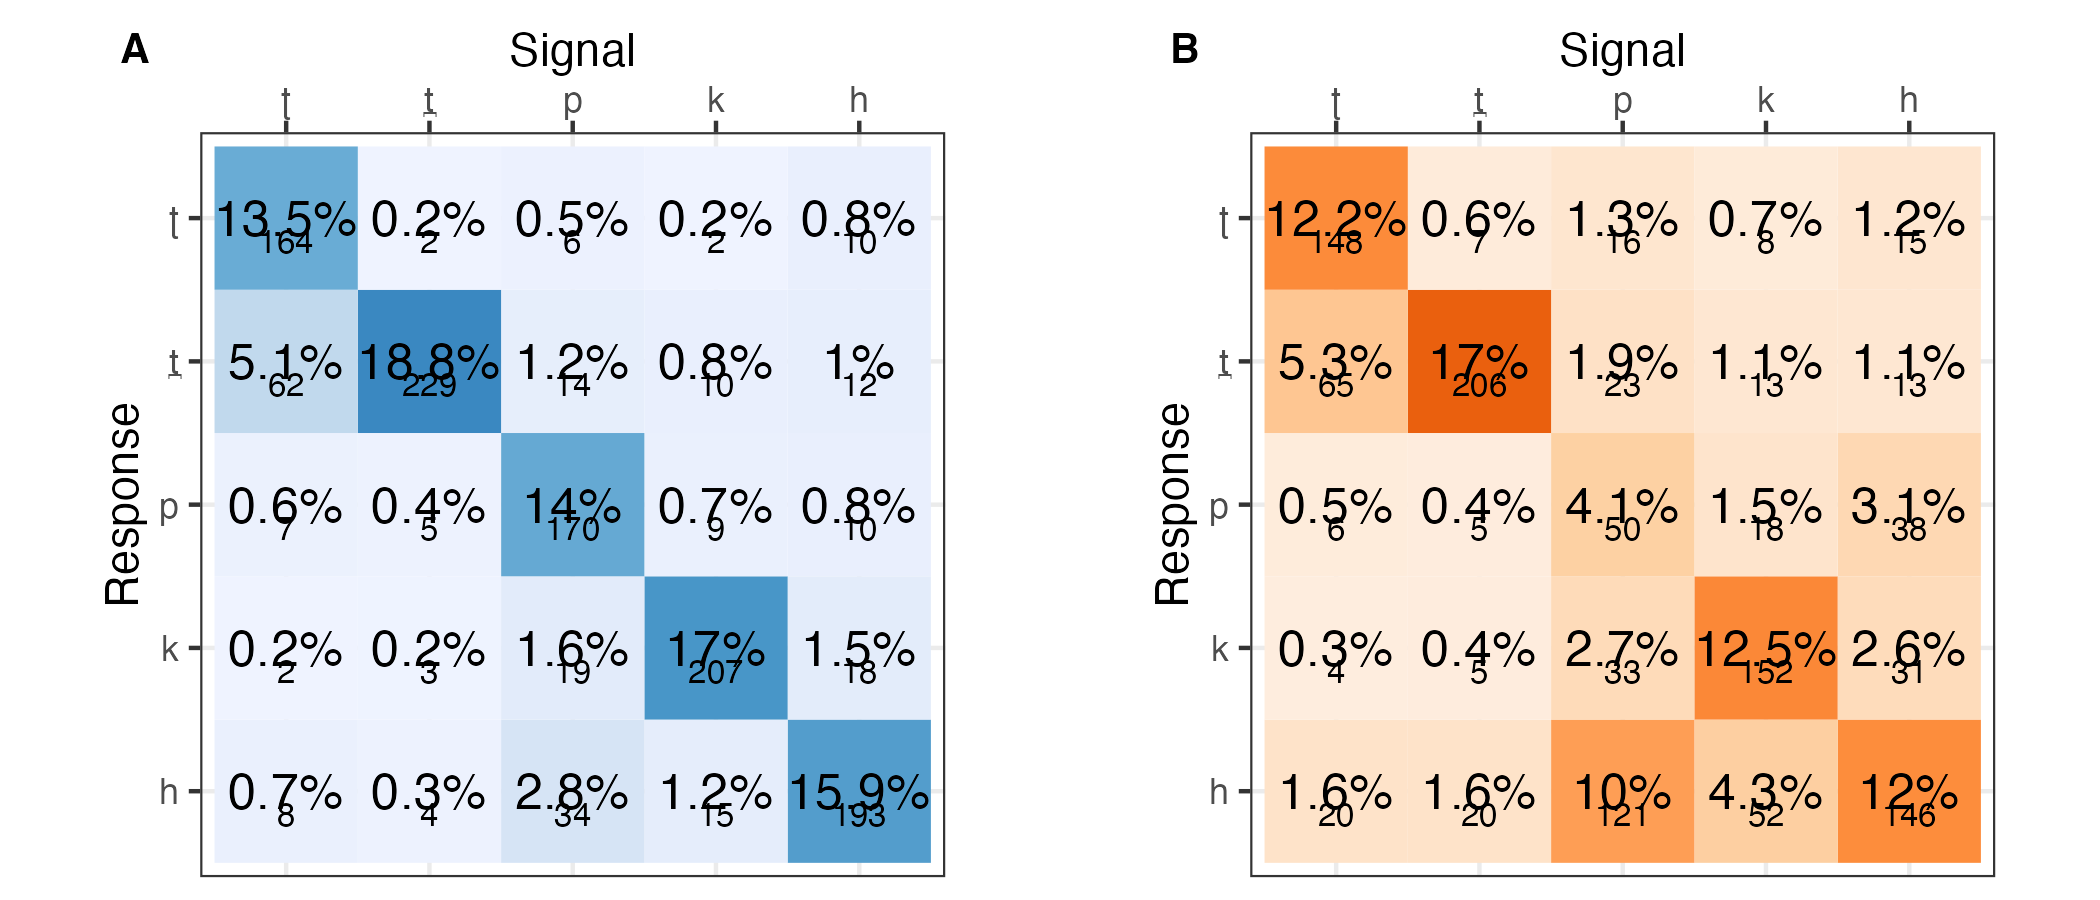 A Signal
ʈ t̺ p k h
ʈ 13.5% 0.2% 0.5% 0.2% 0.8%
164 2 6 2 10
t̺ 5.1% 18.8% 1.2% 0.8% 1%
62 229 14 10 12
p 0.6% 0.4% 14% 0.7% 0.8%
7 5 170 9 10
k 0.2% 0.2% 1.6% 17% 1.5%
2 3 19 207 18
h 0.7% 0.3% 2.8% 1.2% 15.9%
8 4 34 15 193
Response
B Signal
ʈ t̺ p k h
ʈ 12.2% 0.6% 1.3% 0.7% 1.2%
148 7 16 8 15
t̺ 5.3% 17% 1.9% 1.1% 1.1%
65 206 23 13 13
p 0.5% 0.4% 4.1% 1.5% 3.1%
6 5 50 18 38
k 0.3% 0.4% 2.7% 12.5% 2.6%
4 5 33 152 31
h 1.6% 1.6% 10% 4.3% 12%
20 20 121 52 146
Response